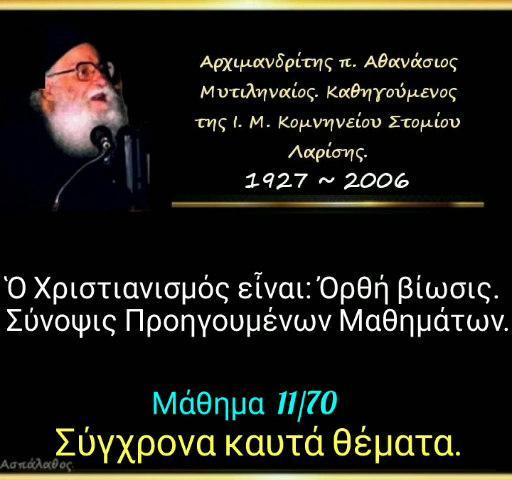 Αρχιμανδρίτης π. Αθανάσιος
Μυτιληναίος. Καθηγούμενος
της Ι. Μ. Κομνηνείου Στομίου
Λαρίσης.
1927 ~ 2006
Ὁ Χριστιανισμός εἶναι: Ὀρθή βίωσις.
Σύνοψις Προηγουμένων Μαθημάτων.
Μάθημα 11/70
Σύγχρονα καυτά θέματα.
Ασπάλαθος.